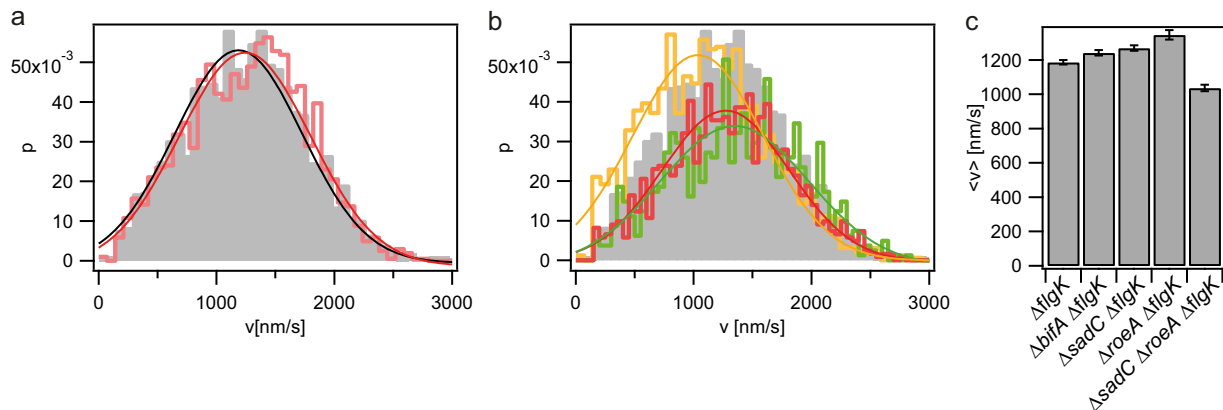 a
50x10⁻³
40
30
20
10
0
p
0
1000
2000
3000
v[nm/s]
b
50x10⁻³
40
30
20
10
0
p
0
1000
2000
3000
v [nm/s]
c
1200
1000
800
600
400
200
0
<v> [nm/s]
ΔflgK
ΔbifA ΔflgK
ΔsadC ΔflgK
ΔroeA ΔflgK
ΔsadC ΔroeA ΔflgK